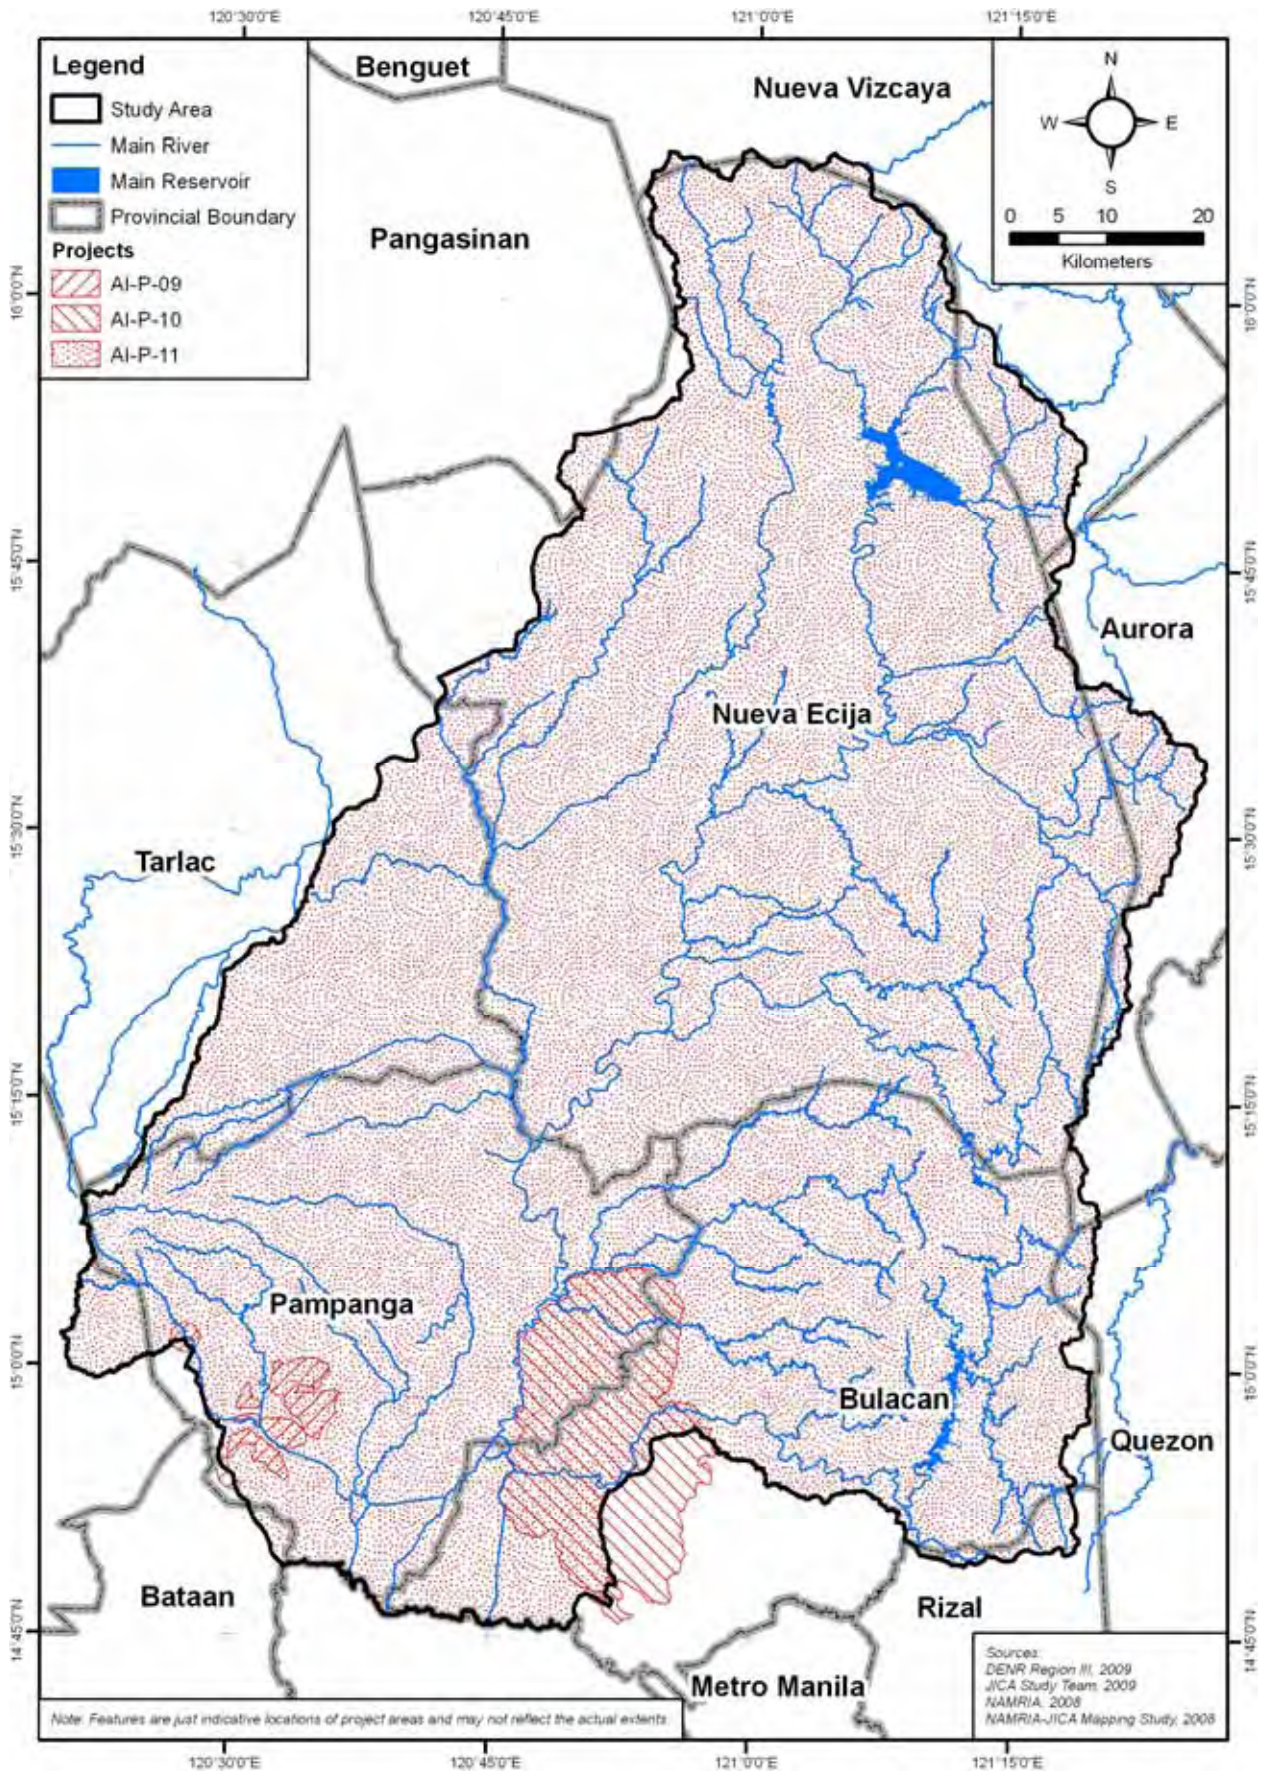 120°30'0"E
120°45'0"E
121°0'0"E
121°15'0"E
Legend
Study Area
Main River
Main Reservoir
Provincial Boundary
Projects
AI-P-09
AI-P-10
AI-P-11
Benguet
Nueva Vizcaya
N
W
E
S
0 5 10 20
Kilometers
Pangasinan
16°0'0"N
16°0'0"N
15°45'0"N
15°45'0"N
Aurora
Nueva Ecija
15°30'0"N
15°30'0"N
Tarlac
15°15'0"N
15°15'0"N
Pampanga
15°0'0"N
15°0'0"N
Bulacan
Quezon
Bataan
Rizal
14°45'0"N
14°45'0"N
Metro Manila
Sources:
DENR Region III, 2009
JICA Study Team, 2009
NAMRIA, 2008
NAMRIA-JICA Mapping Study, 2008
Note: Features are just indicative locations of project areas and may not reflect the actual extents
120°30'0"E
120°45'0"E
121°0'0"E
121°15'0"E